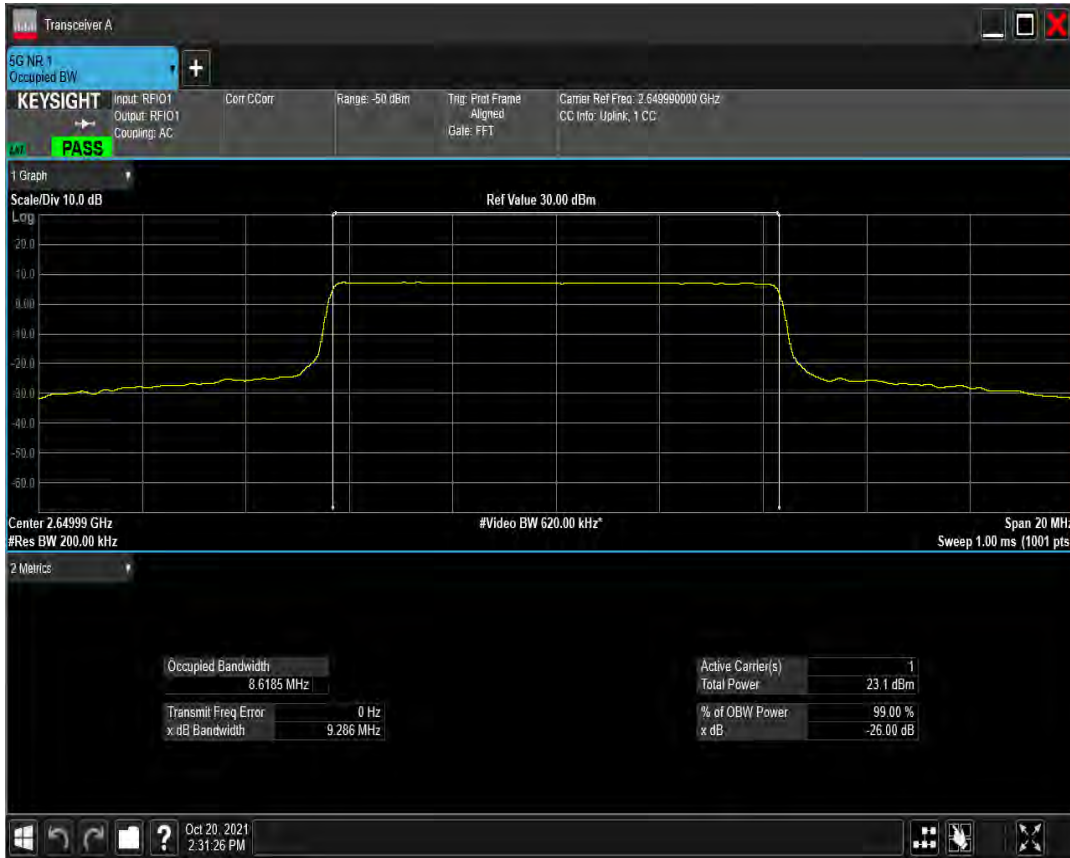 Transceiver A
5G NR 1
Occupied BW
KEYSIGHT
PASS
Input: RFIO1
Output: RFIO1
Coupling: AC
Corr CCorr
Range: -50 dBm
Trig: Prot Frame
Aligned
Gate: FFT
Carrier Ref Freq: 2.649990000 GHz
CC Info: Uplink, 1 CC
1 Graph
Scale/Div 10.0 dB
Ref Value 30.00 dBm
Log
20.0
10.0
0.00
-10.0
-20.0
-30.0
-40.0
-50.0
-60.0
Center 2.64999 GHz
#Video BW 620.00 kHz*
Span 20 MHz
#Res BW 200.00 kHz
Sweep 1.00 ms (1001 pts
2 Metrics
Occupied Bandwidth
8.6185 MHz
Transmit Freq Error 0 Hz
x dB Bandwidth 9.286 MHz
Active Carrier(s) 1
Total Power 23.1 dBm
% of OBW Power 99.00 %
x dB -26.00 dB
?
Oct 20, 2021
2:31:26 PM